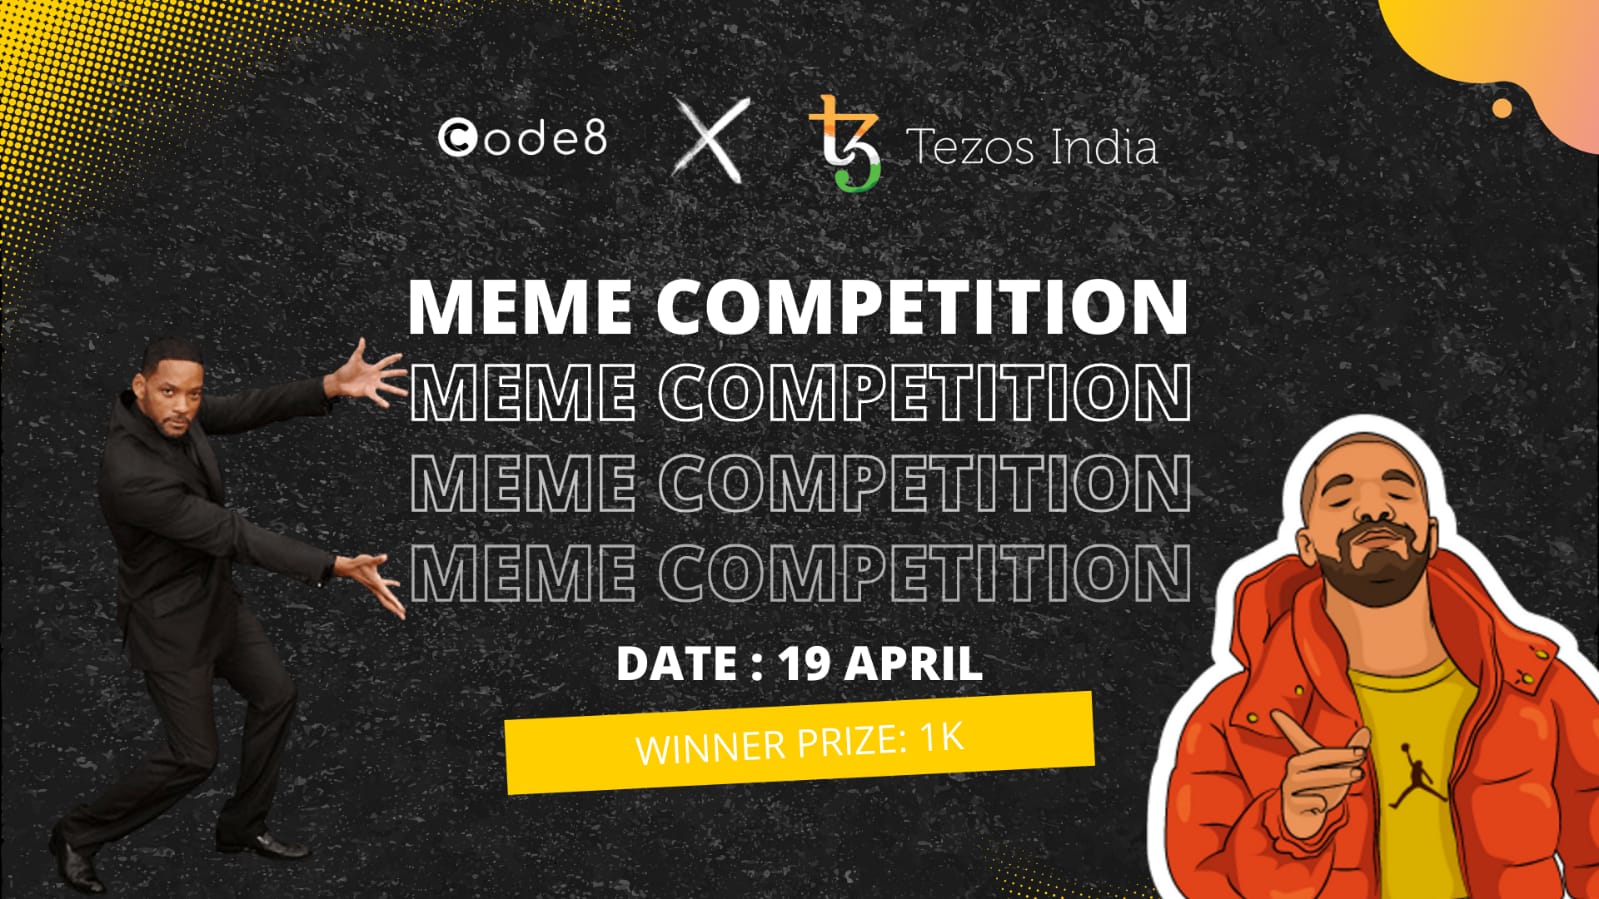 Code8 X Tezos India
MEME COMPETITION
MEME COMPETITION
MEME COMPETITION
MEME COMPETITION
DATE : 19 APRIL
WINNER PRIZE: 1K